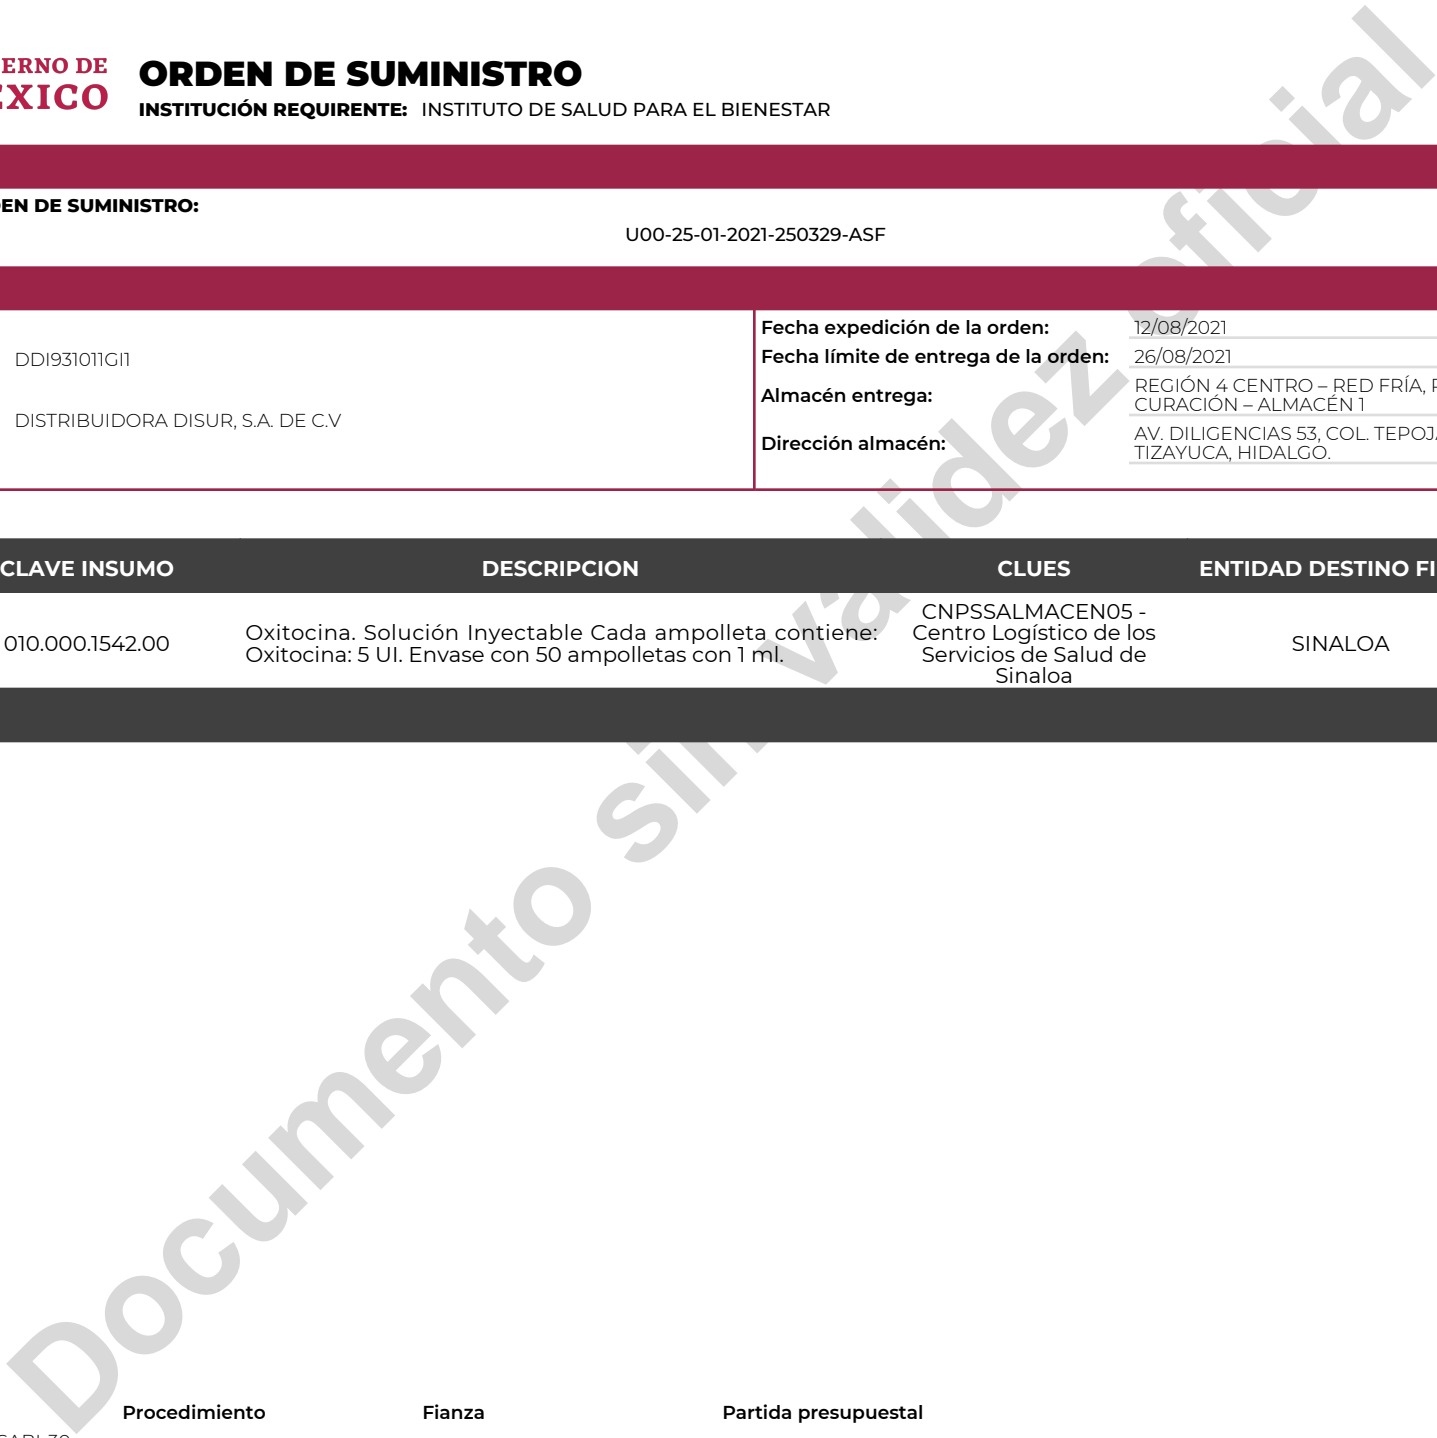 ERNO DE
EXICO
ORDEN DE SUMINISTRO
INSTITUCIÓN REQUIRENTE: INSTITUTO DE SALUD PARA EL BIENESTAR
EN DE SUMINISTRO:
U00-25-01-2021-250329-ASF
DDI931011GI1
DISTRIBUIDORA DISUR, S.A. DE C.V
Fecha expedición de la orden: 12/08/2021
Fecha límite de entrega de la orden: 26/08/2021
Almacén entrega: REGIÓN 4 CENTRO – RED FRÍA,
CURACIÓN – ALMACÉN 1
Dirección almacén: AV. DILIGENCIAS 53, COL. TEPOJA
TIZAYUCA, HIDALGO.
CLAVE INSUMO DESCRIPCION CLUES ENTIDAD DESTINO FI
010.000.1542.00
Oxitocina. Solución Inyectable Cada ampolleta contiene:
Oxitocina: 5 UI. Envase con 50 ampolletas con 1 ml.
CNPSSALMACEN05 -
Centro Logístico de los
Servicios de Salud de
Sinaloa
SINALOA
Procedimiento Fianza Partida presupuestal
Documento sin validez oficial